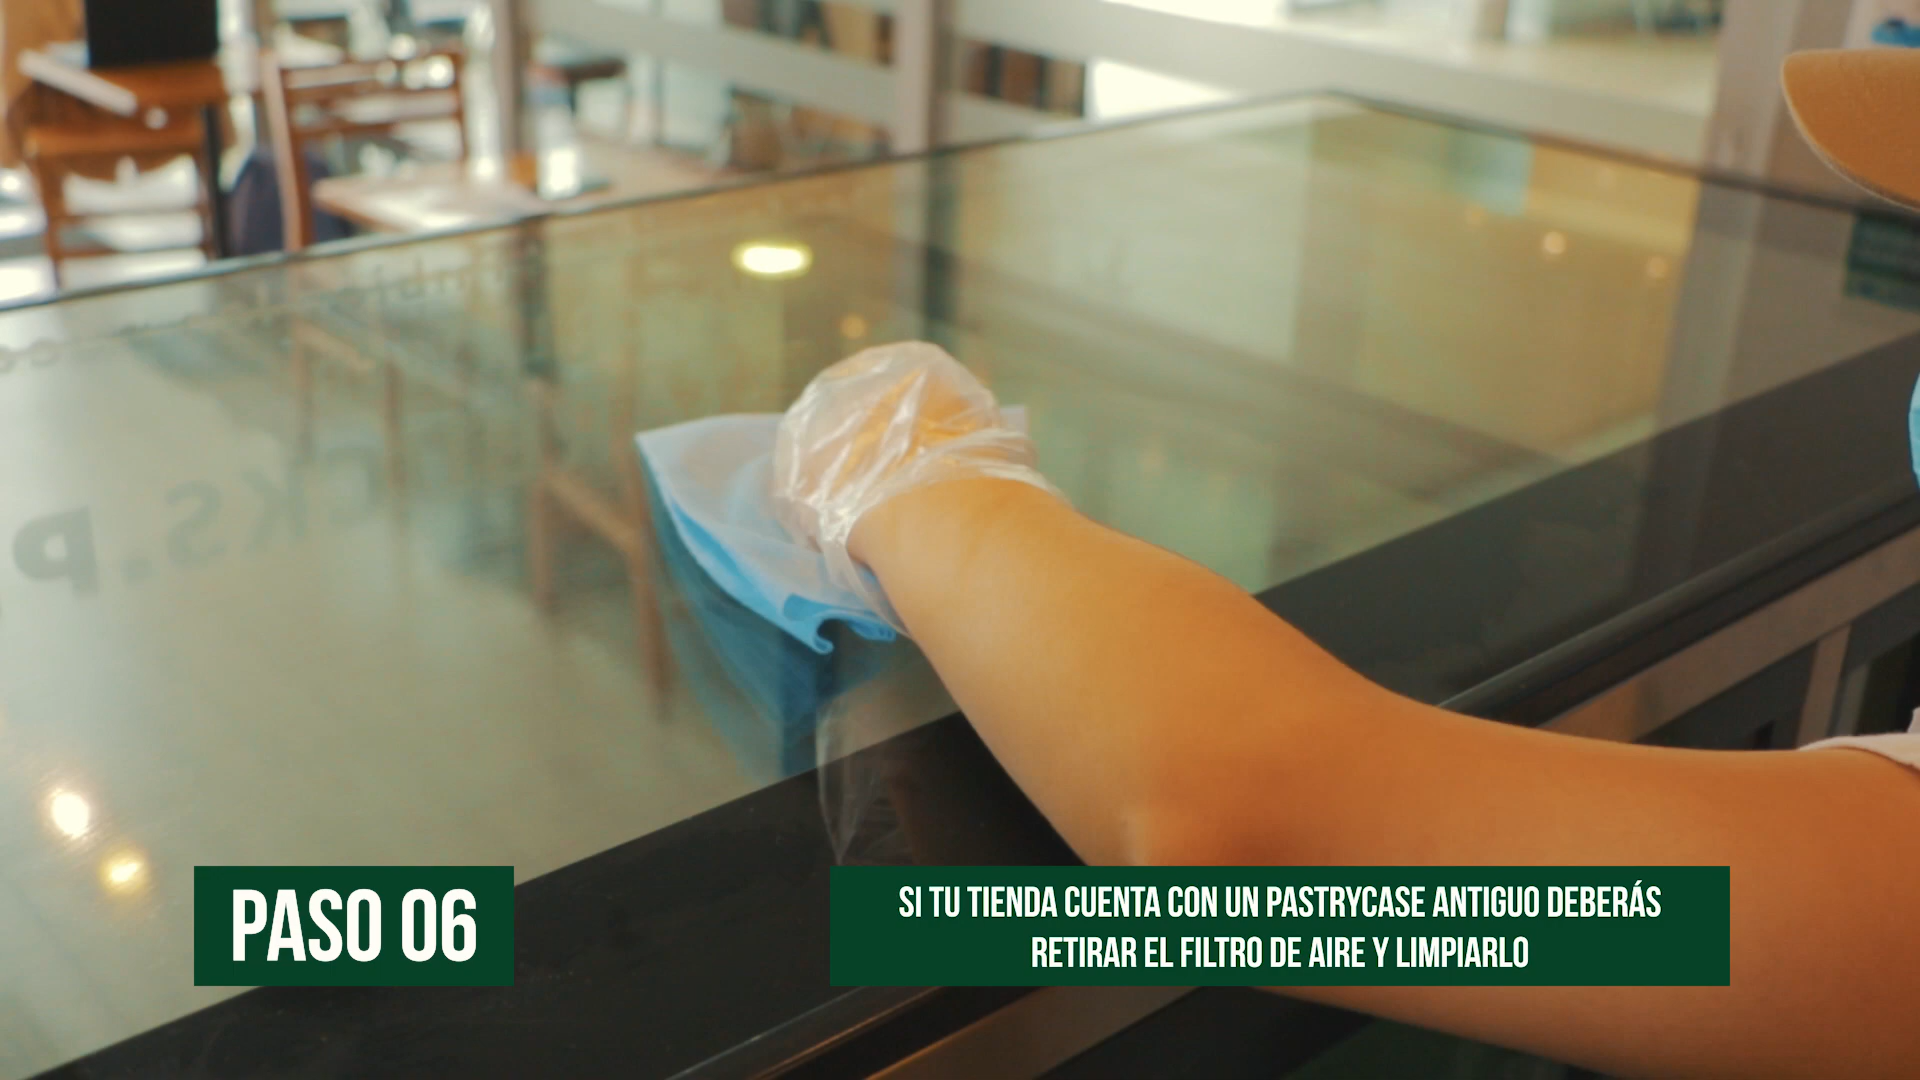 PASO 06
SI TU TIENDA CUENTA CON UN PASTRYCASE ANTIGUO DEBERÁS
RETIRAR EL FILTRO DE AIRE Y LIMPIARLO